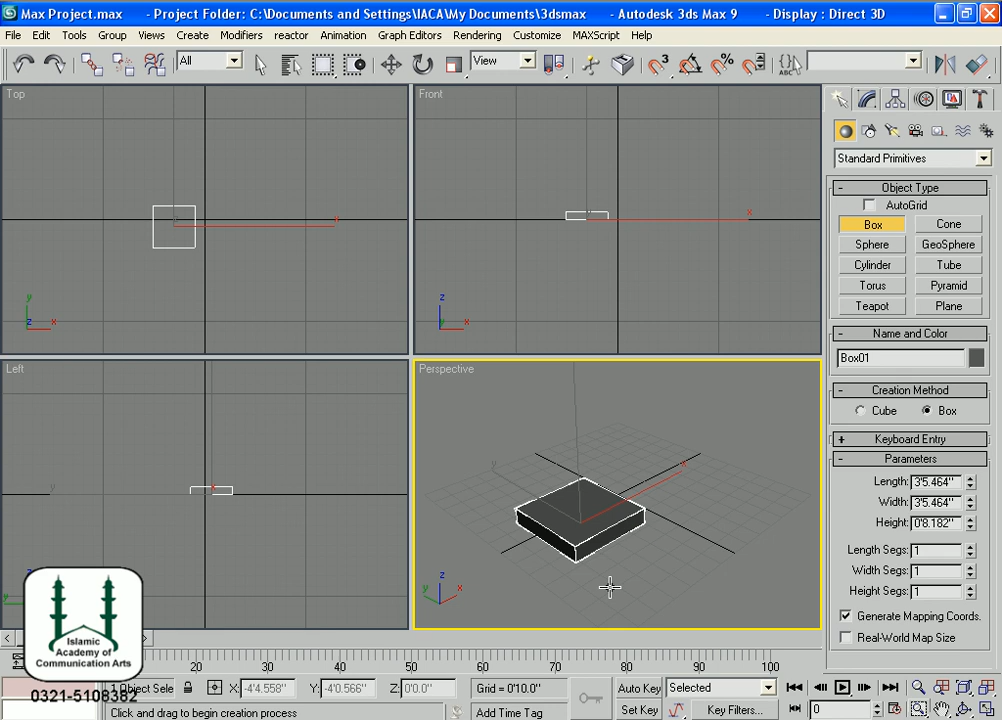 Max Project.max - Project Folder: C:\Documents and Settings\IACA\My Documents\3dsmax - Autodesk 3ds Max 9 - Display : Direct 3D
File Edit Tools Group Views Create Modifiers reactor Animation Graph Editors Rendering Customize MAXScript Help
All View
Top Front
y z x
x
Left Perspective
Standard Primitives
Object Type
AutoGrid
Box Cone
Sphere GeoSphere
Cylinder Tube
Torus Pyramid
Teapot Plane
Name and Color
Box01
Creation Method
Cube Box
Keyboard Entry
Parameters
Length: 3'5.464"
Width: 3'5.464"
Height: 0'8.182"
Length Segs: 1
Width Segs: 1
Height Segs: 1
Generate Mapping Coords.
Real-World Map Size
Islamic
Academy of
Communication Arts
0321-5108382
20 30 40 50 60 70 80 90 100
1 Object Sele X: -4'4.558" Y: -4'0.566" Z: 0'0.0" Grid = 0'10.0" Auto Key Selected
Click and drag to begin creation process Add Time Tag Set Key Key Filters... 0